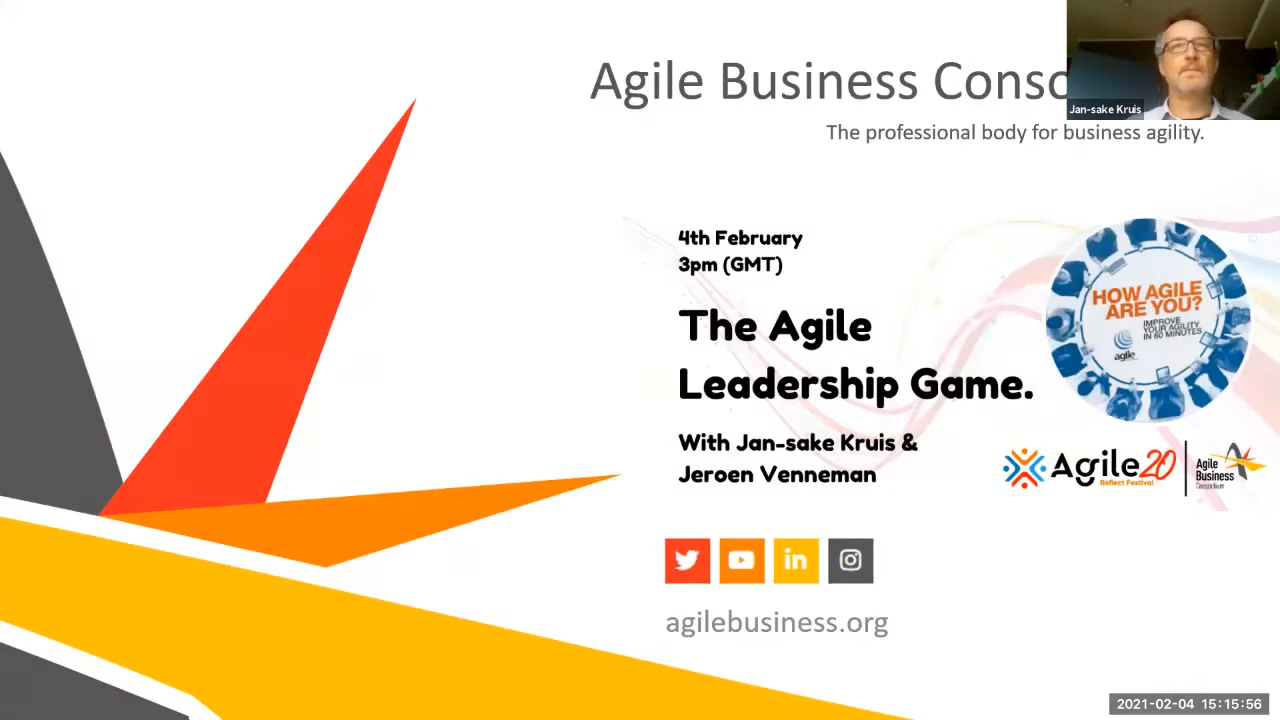 Agile Business Conso
Jan-sake Kruis
The professional body for business agility.
4th February
3pm (GMT)
The Agile
Leadership Game.
With Jan-sake Kruis &
Jeroen Venneman
HOW AGILE
ARE YOU?
IMPROVE
YOUR AGILITY
IN 60 MINUTES
agile
Agile20
Reflect Festival
Agile
Business
Consortium
agilebusiness.org
2021-02-04 15:15:56